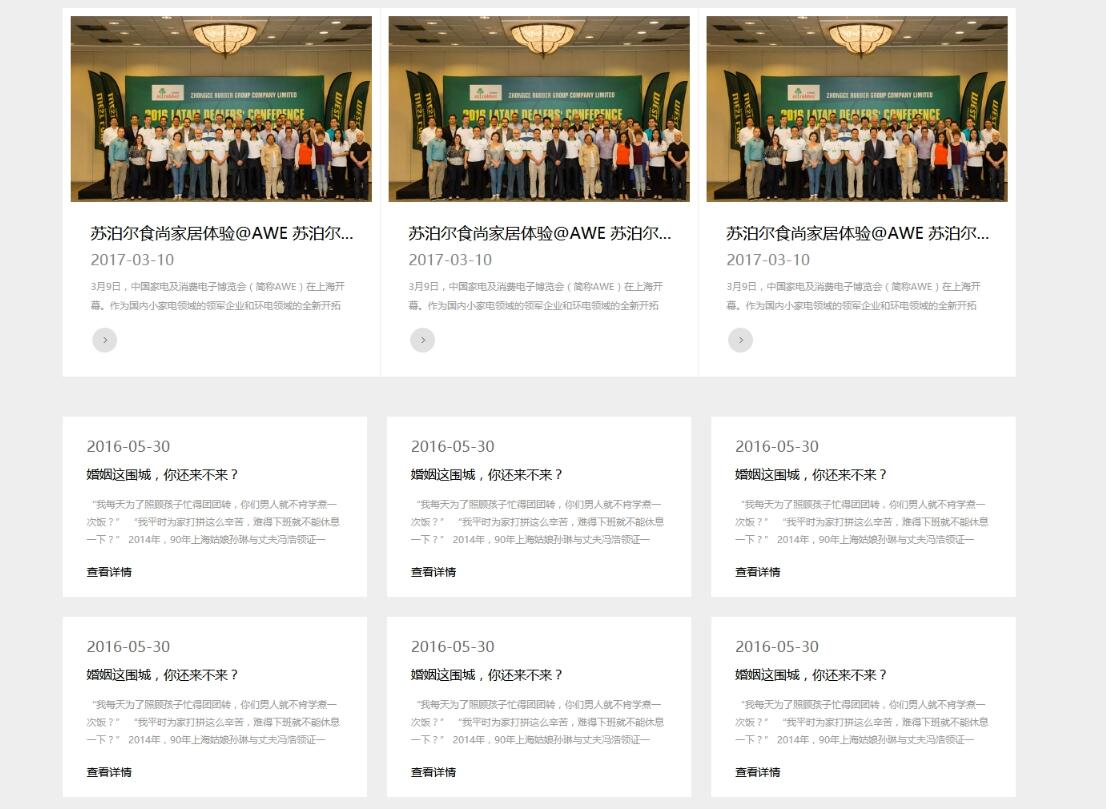 ZHONGCE RUBBER GROUP COMPANY LIMITED
2016 LATAM DEALERS' CONFERENCE
ZHONGCE RUBBER GROUP COMPANY LIMITED
2016 LATAM DEALERS' CONFERENCE
ZHONGCE RUBBER GROUP COMPANY LIMITED
2016 LATAM DEALERS' CONFERENCE
苏泊尔食尚家居体验@AWE 苏泊尔...
2017-03-10
3月9日，中国家电及消费电子博览会（简称AWE）在上海开
幕。作为国内小家电领域的领军企业和环电领域的全新开拓
苏泊尔食尚家居体验@AWE 苏泊尔...
2017-03-10
3月9日，中国家电及消费电子博览会（简称AWE）在上海开
幕。作为国内小家电领域的领军企业和环电领域的全新开拓
苏泊尔食尚家居体验@AWE 苏泊尔...
2017-03-10
3月9日，中国家电及消费电子博览会（简称AWE）在上海开
幕。作为国内小家电领域的领军企业和环电领域的全新开拓
2016-05-30
婚姻这围城，你还来不来？
“我每天为了照顾孩子忙得团团转，你们男人就不肯学煮一
次饭？” “我平时为家打拼这么辛苦，难得下班就不能休息
一下？” 2014年，90年上海姑娘孙琳与丈夫冯浩领证一
查看详情
2016-05-30
婚姻这围城，你还来不来？
“我每天为了照顾孩子忙得团团转，你们男人就不肯学煮一
次饭？” “我平时为家打拼这么辛苦，难得下班就不能休息
一下？” 2014年，90年上海姑娘孙琳与丈夫冯浩领证一
查看详情
2016-05-30
婚姻这围城，你还来不来？
“我每天为了照顾孩子忙得团团转，你们男人就不肯学煮一
次饭？” “我平时为家打拼这么辛苦，难得下班就不能休息
一下？” 2014年，90年上海姑娘孙琳与丈夫冯浩领证一
查看详情
2016-05-30
婚姻这围城，你还来不来？
“我每天为了照顾孩子忙得团团转，你们男人就不肯学煮一
次饭？” “我平时为家打拼这么辛苦，难得下班就不能休息
一下？” 2014年，90年上海姑娘孙琳与丈夫冯浩领证一
查看详情
2016-05-30
婚姻这围城，你还来不来？
“我每天为了照顾孩子忙得团团转，你们男人就不肯学煮一
次饭？” “我平时为家打拼这么辛苦，难得下班就不能休息
一下？” 2014年，90年上海姑娘孙琳与丈夫冯浩领证一
查看详情
2016-05-30
婚姻这围城，你还来不来？
“我每天为了照顾孩子忙得团团转，你们男人就不肯学煮一
次饭？” “我平时为家打拼这么辛苦，难得下班就不能休息
一下？” 2014年，90年上海姑娘孙琳与丈夫冯浩领证一
查看详情